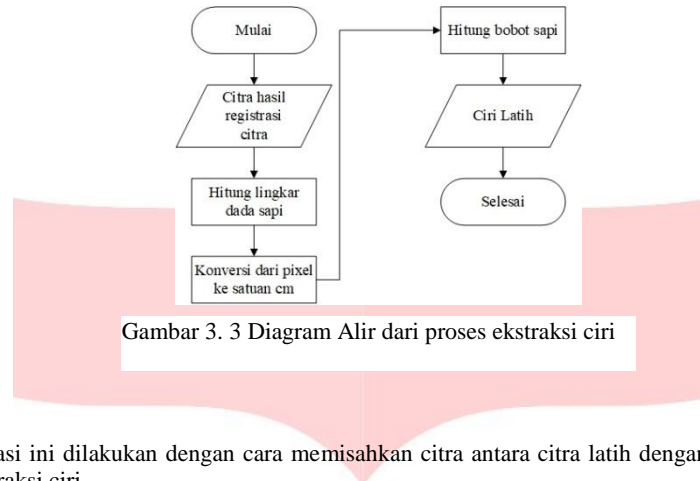 Mulai
Citra hasil
registrasi
citra
Hitung lingkar
dada sapi
Konversi dari pixel
ke satuan cm
Hitung bobot sapi
Ciri Latih
Selesai
Gambar 3. 3 Diagram Alir dari proses ekstraksi ciri
ini dilakukan dengan cara memisahkan citra antara citra latih
ciri